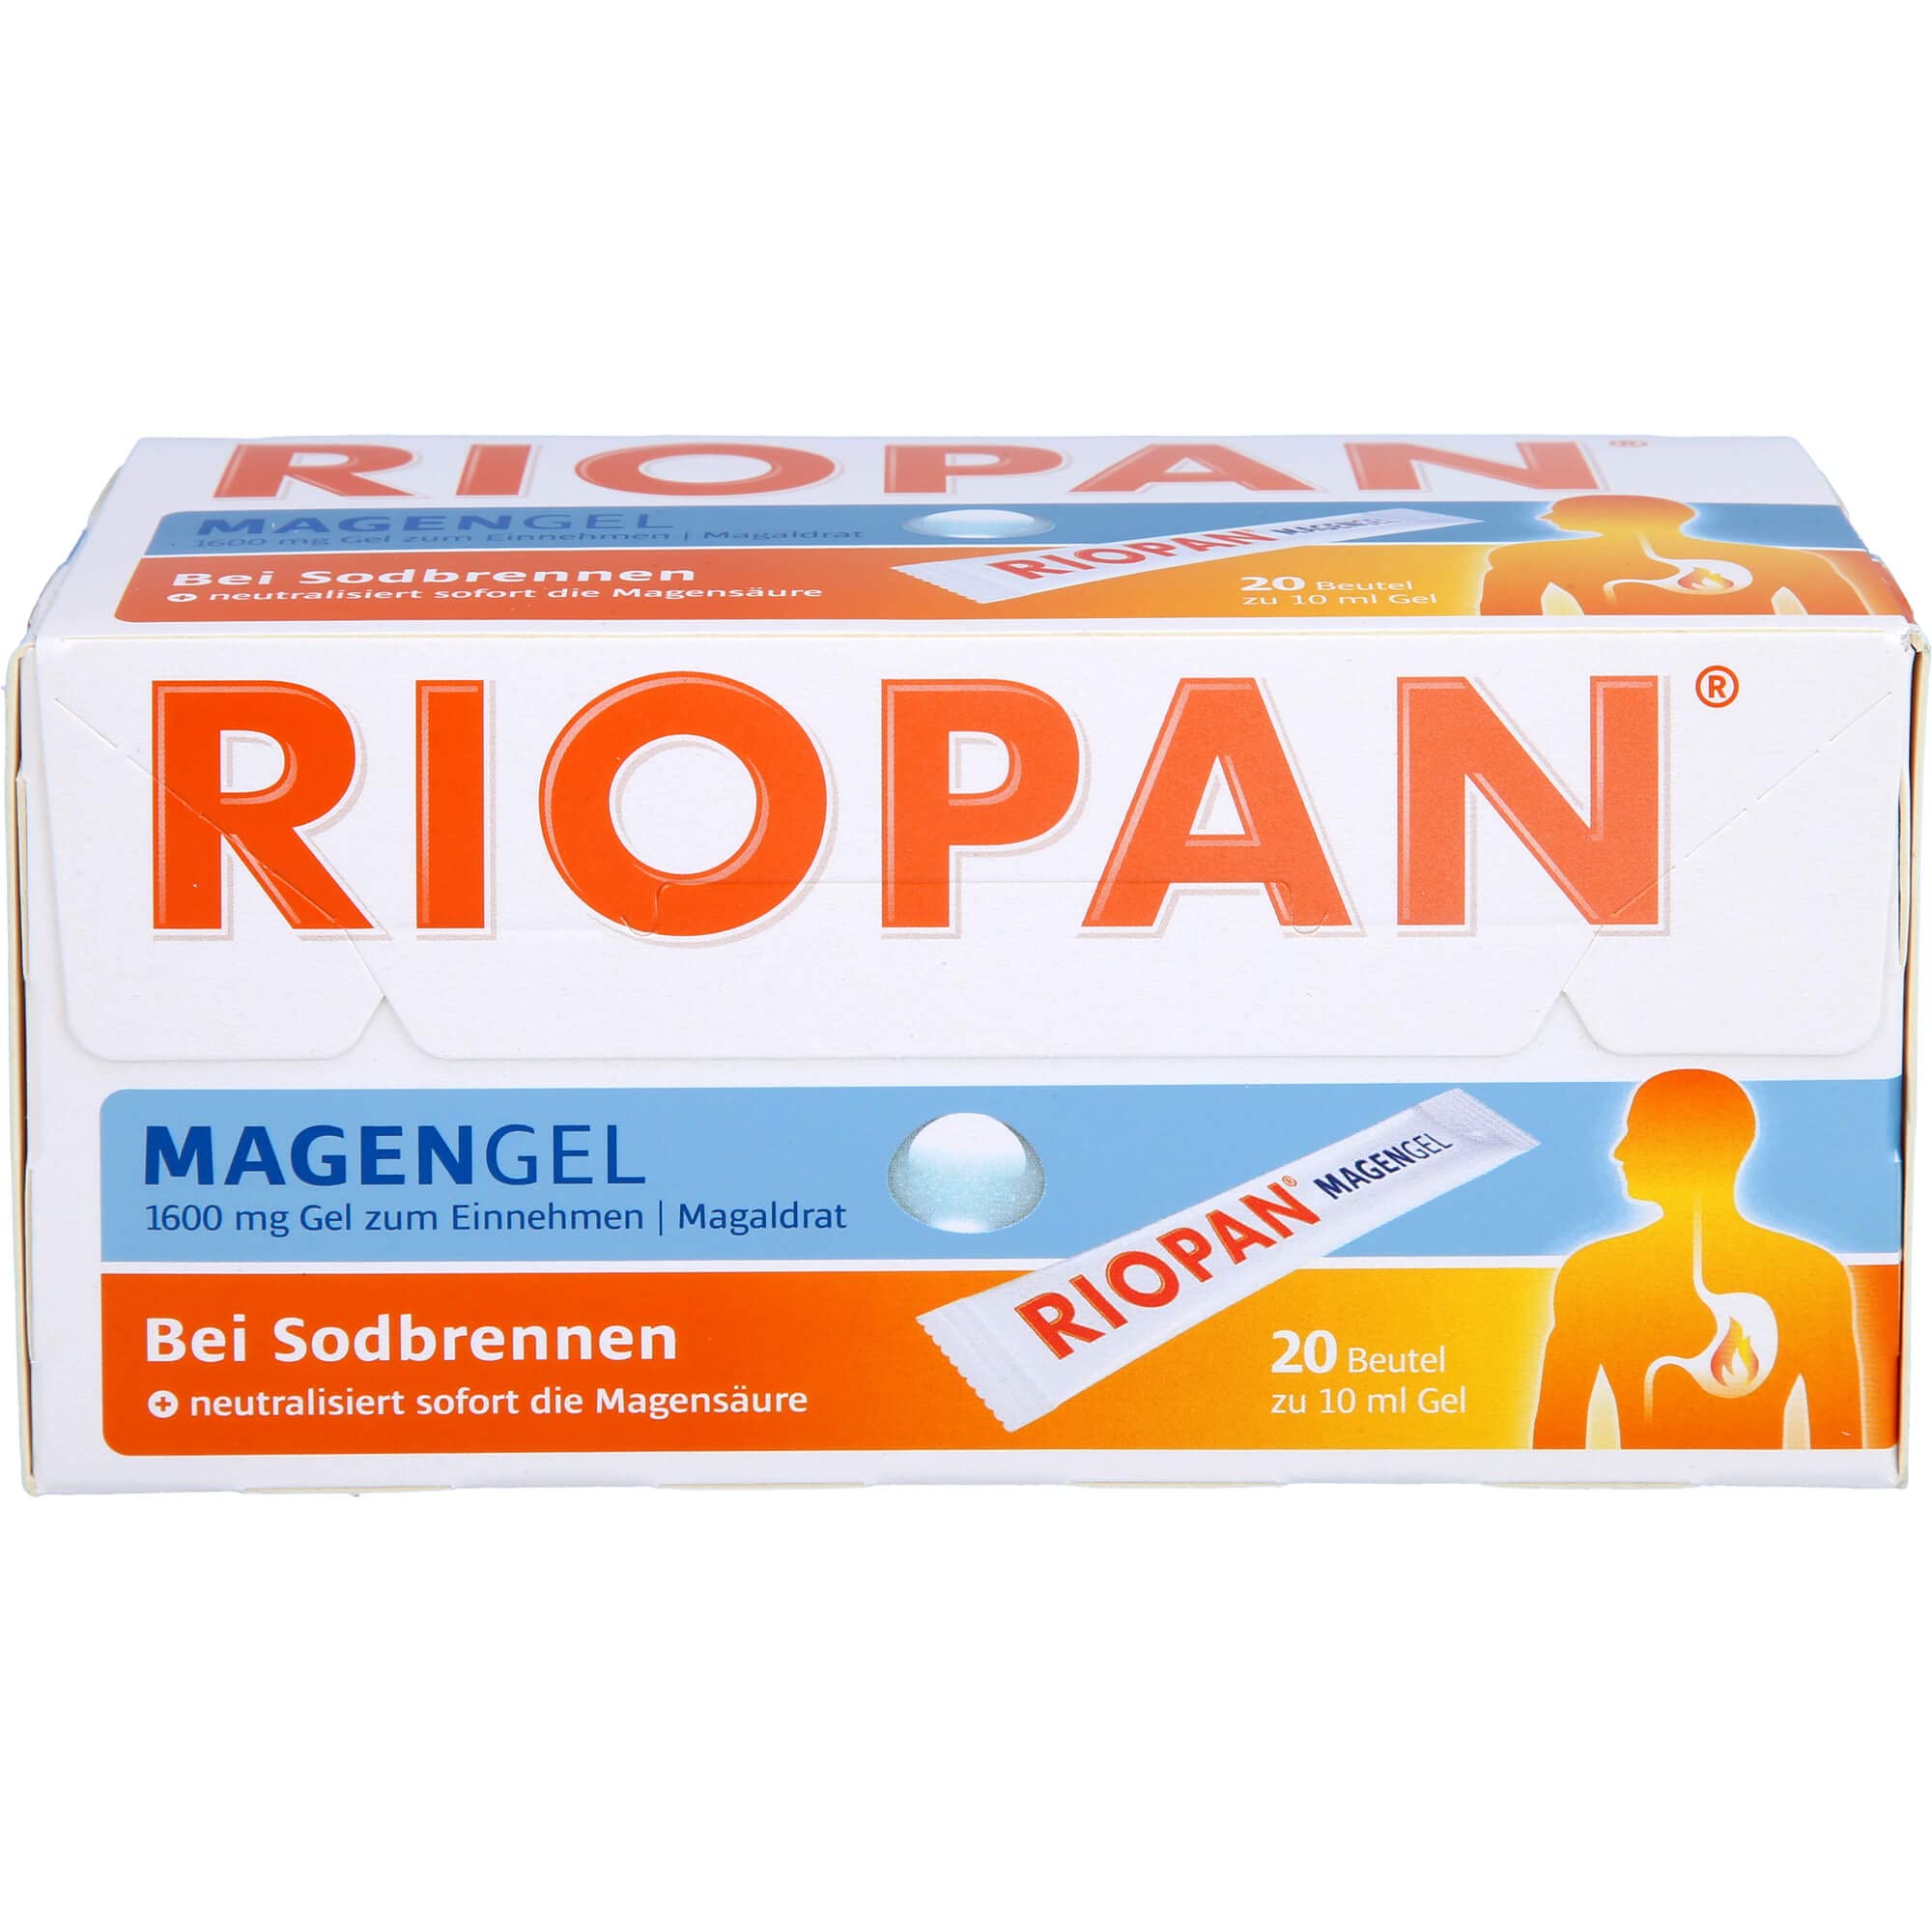 RIOPAN®
MAGENGEL
1600 mg Gel zum Einnehmen | Magaldrat
Bei Sodbrennen
+ neutralisiert sofort die Magensäure
RIOPAN MAGENGEL
20 Beutel
zu 10 ml Gel
RIOPAN®
MAGENGEL
1600 mg Gel zum Einnehmen | Magaldrat
Bei Sodbrennen
+ neutralisiert sofort die Magensäure
RIOPAN® MAGENGEL
20 Beutel
zu 10 ml Gel